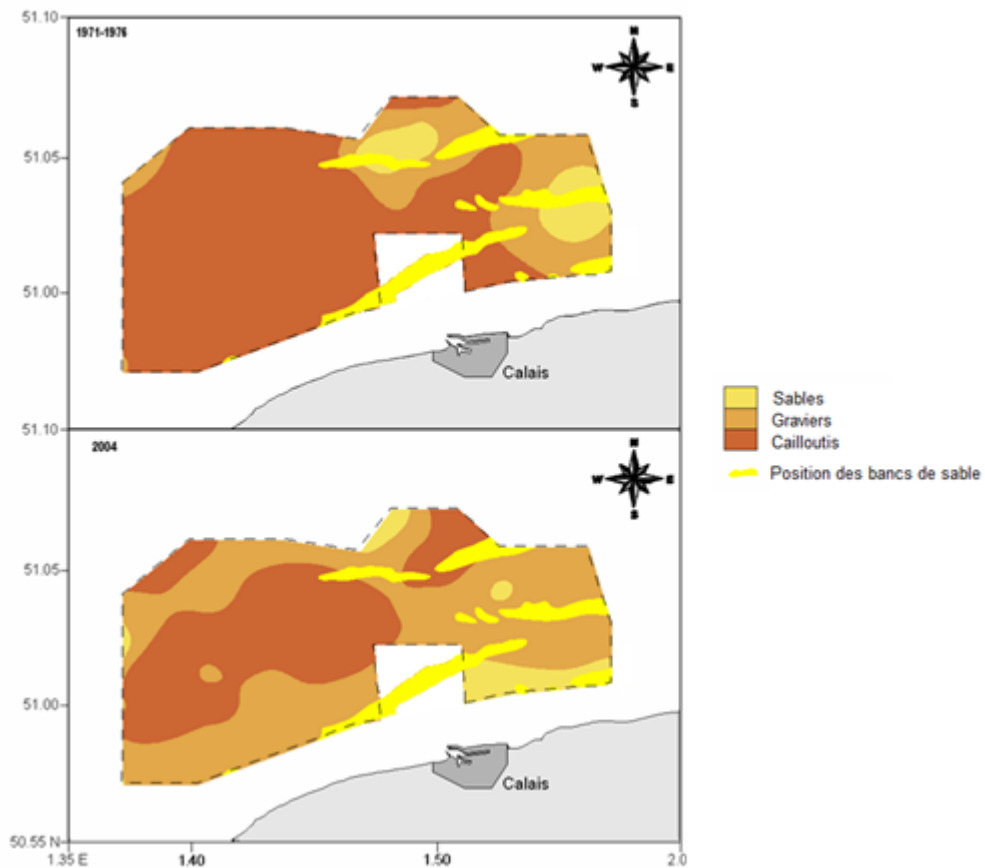 51.10
1971-1976
N
W
E
S
51.05
51.00
Calais
51.10
2004
N
W
E
S
51.05
51.00
Calais
50.55 N
1.35 E
1.40
1.50
2.0
Sables
Graviers
Cailloutis
Position des bancs de sable